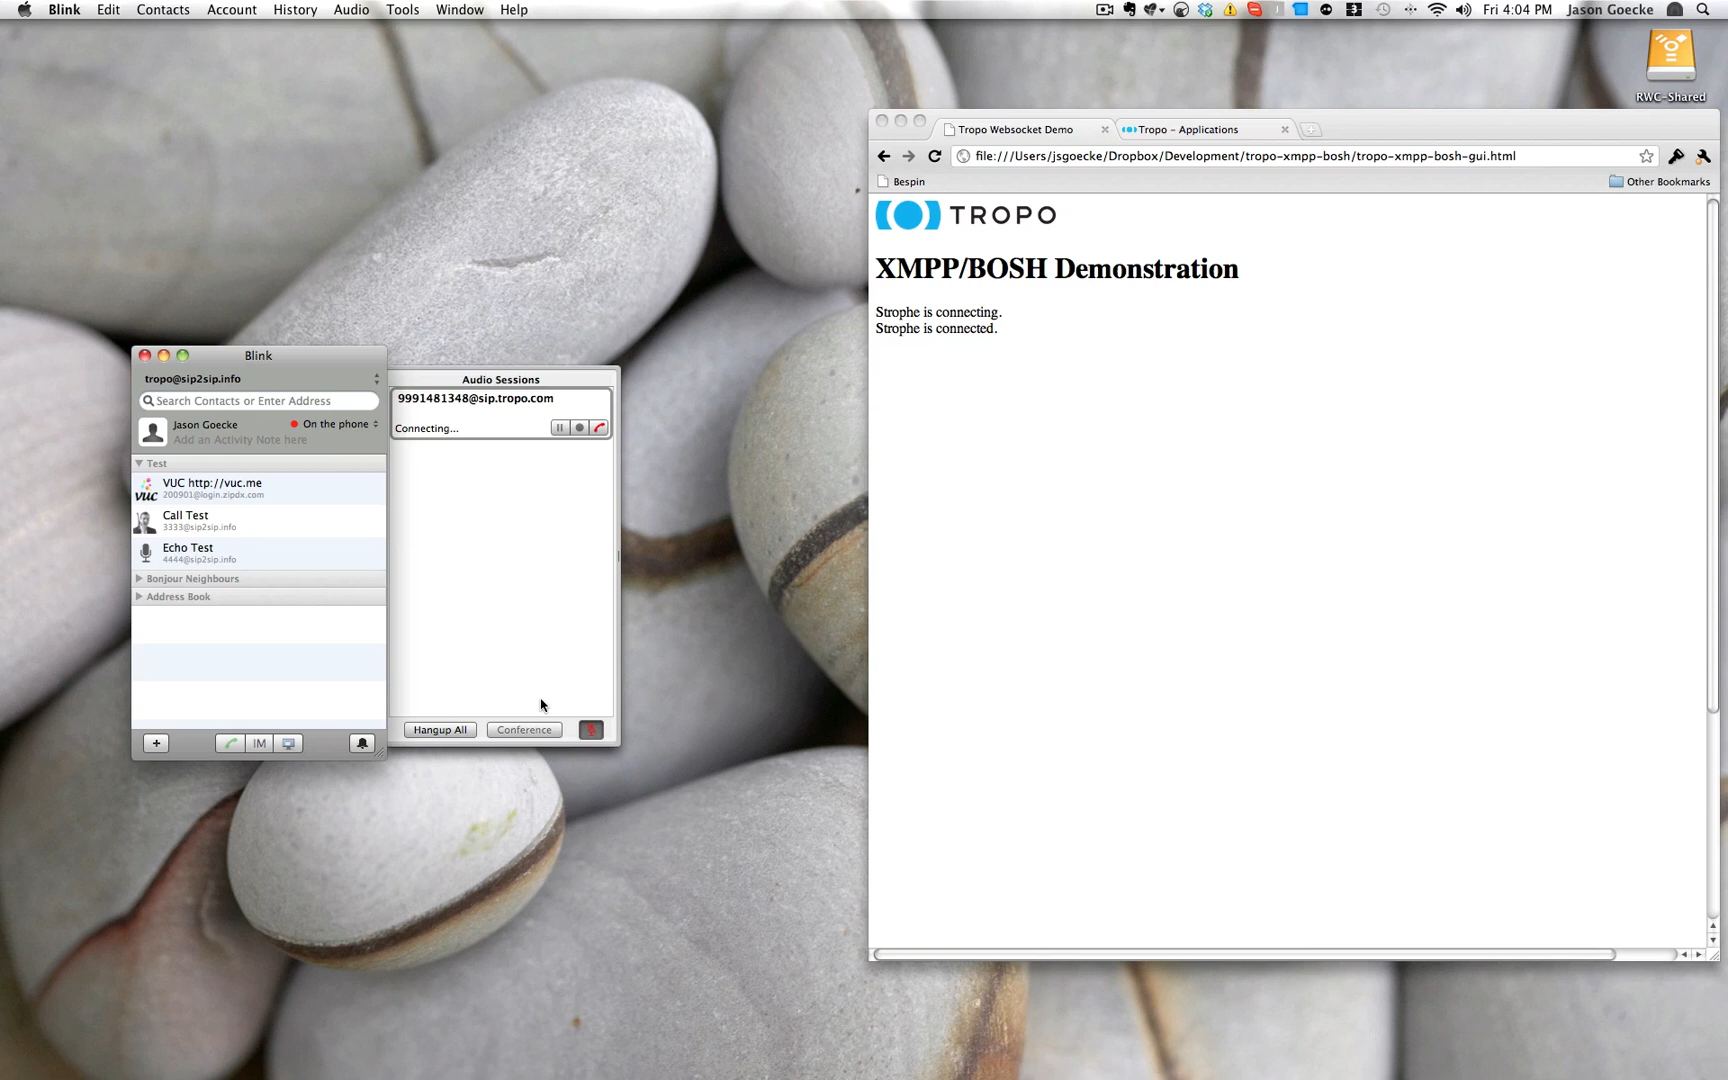 Blink Edit Contacts Account History Audio Tools Window Help
Fri 4:04 PM Jason Goecke
RWC-Shared
Tropo Websocket Demo
Tropo – Applications
file:///Users/jsgoecke/Dropbox/Development/tropo-xmpp-bosh/tropo-xmpp-bosh-gui.html
Bespin
Other Bookmarks
TROPO
XMPP/BOSH Demonstration
Strophe is connecting.
Strophe is connected.
Blink
tropo@sip2sip.info
Search Contacts or Enter Address
Jason Goecke
On the phone
Add an Activity Note here
Test
VUC http://vuc.me
vuc
200901@login.zipdx.com
Call Test
3333@sip2sip.info
Echo Test
4444@sip2sip.info
Bonjour Neighbours
Address Book
IM
Audio Sessions
9991481348@sip.tropo.com
Connecting...
Hangup All
Conference